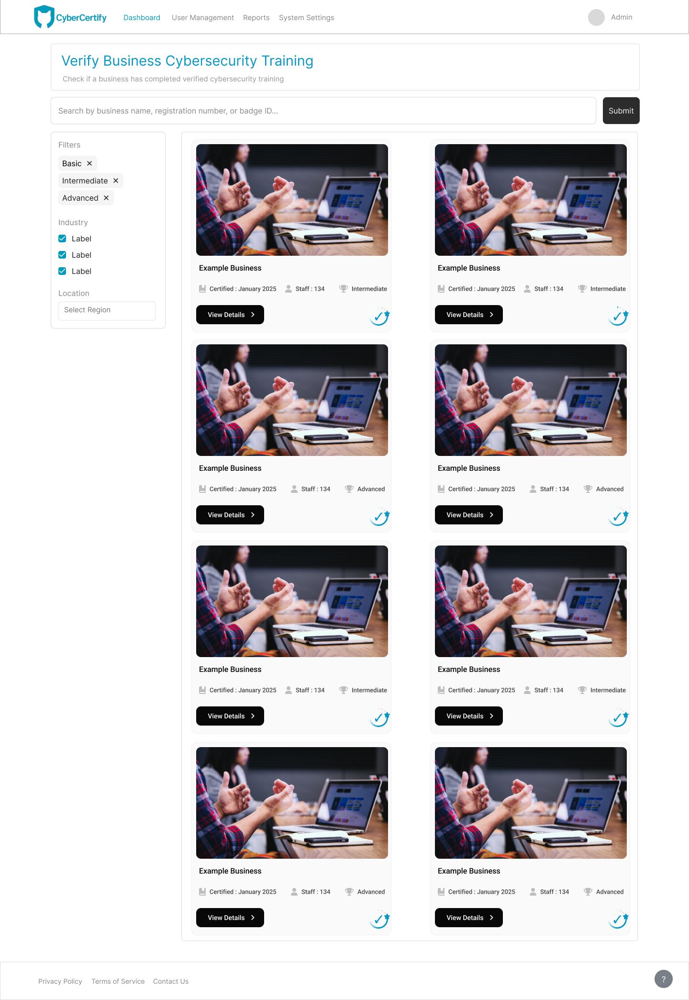 CyberCertify
Dashboard User Management Reports System Settings Admin
Verify Business Cybersecurity Training
Check if a business has completed verified cybersecurity training
Search by business name, registration number, or badge ID... Submit
Filters
Basic ✕
Intermediate ✕
Advanced ✕
Industry
Label
Label
Label
Location
Select Region
Example Business
Certified : January 2025 Staff : 134 Intermediate
View Details
Example Business
Certified : January 2025 Staff : 134 Intermediate
View Details
Example Business
Certified : January 2025 Staff : 134 Advanced
View Details
Example Business
Certified : January 2025 Staff : 134 Advanced
View Details
Example Business
Certified : January 2025 Staff : 134 Intermediate
View Details
Example Business
Certified : January 2025 Staff : 134 Intermediate
View Details
Example Business
Certified : January 2025 Staff : 134 Advanced
View Details
Example Business
Certified : January 2025 Staff : 134 Advanced
View Details
Privacy Policy Terms of Service Contact Us ?